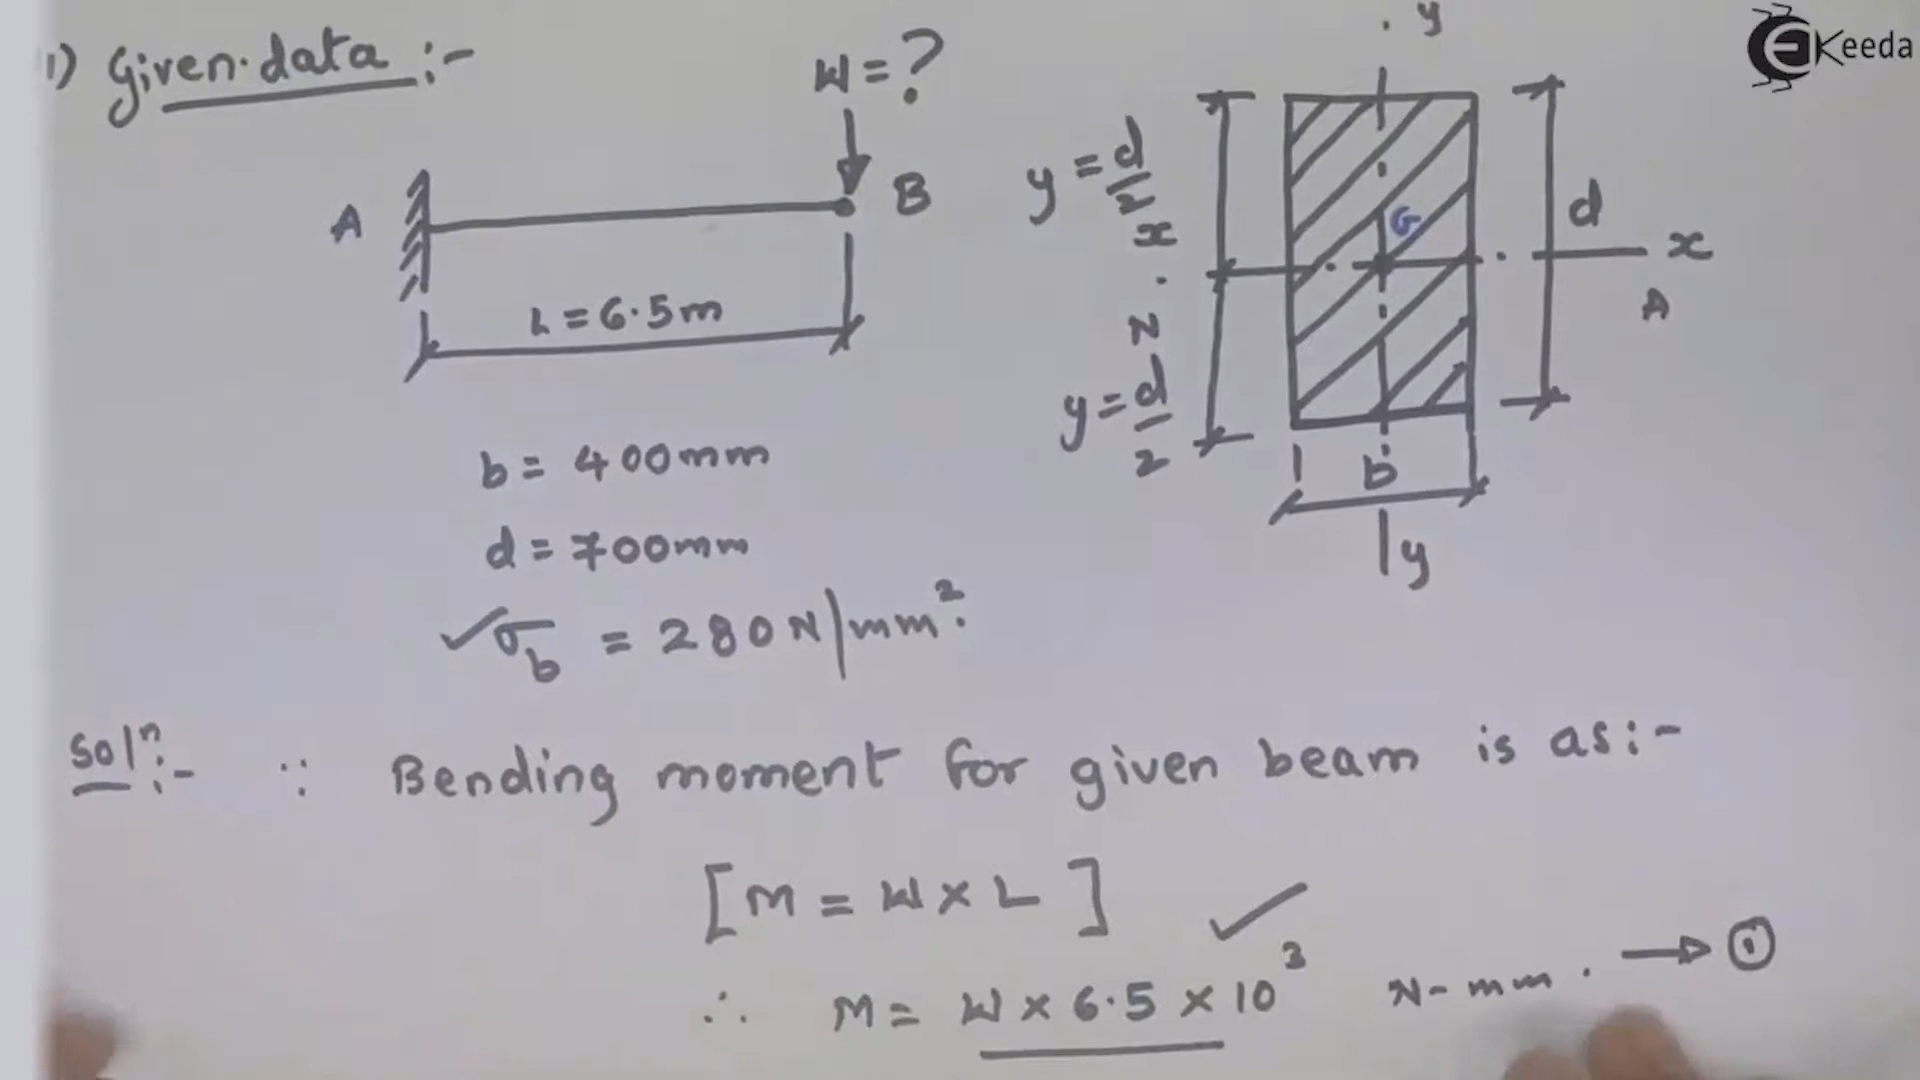 1) Given data :-
W = ?
A
B
L = 6.5m
b = 400mm
d = 700mm
σb = 280 N/mm².
y
y = d/2
x
G
d
x
N
A
y = d/2
b
y
Soln :- ∵ Bending moment for given beam is as :-
[M = W × L]
∴ M = W × 6.5 × 10³ N-mm. → ①
Keeda